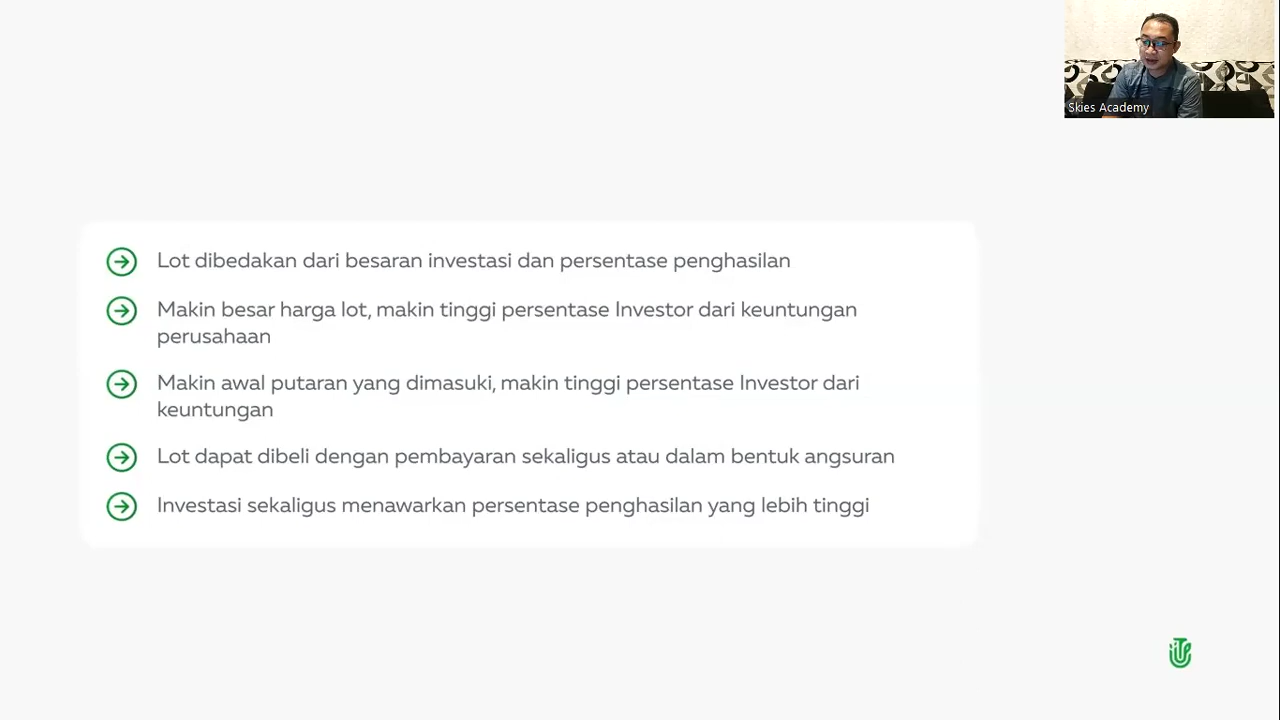 Skies Academy
Lot dibedakan dari besaran investasi dan persentase penghasilan
Makin besar harga lot, makin tinggi persentase Investor dari keuntungan
perusahaan
Makin awal putaran yang dimasuki, makin tinggi persentase Investor dari
keuntungan
Lot dapat dibeli dengan pembayaran sekaligus atau dalam bentuk angsuran
Investasi sekaligus menawarkan persentase penghasilan yang lebih tinggi